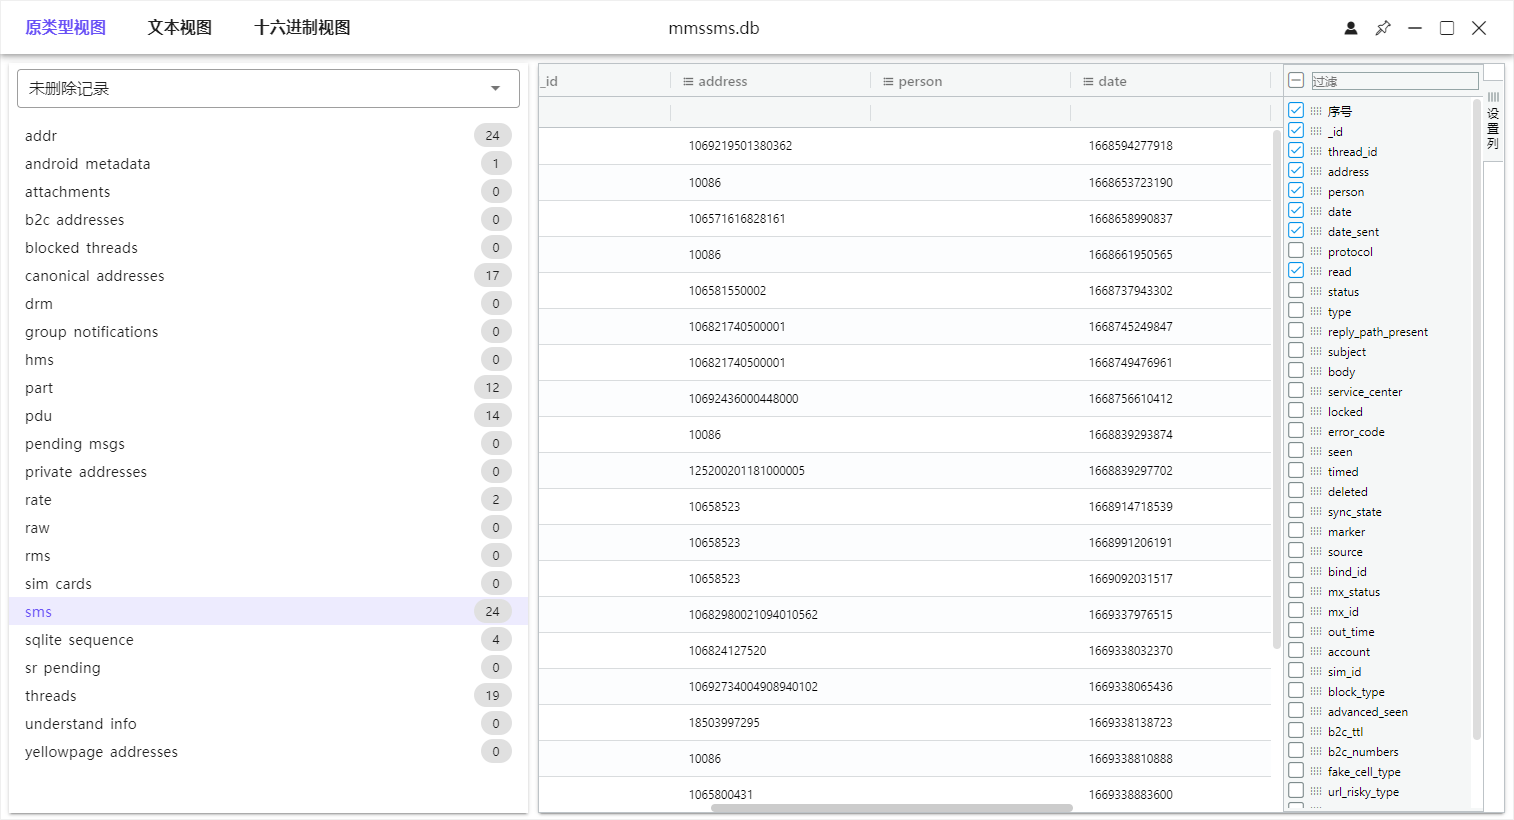 原类型视图 文本视图 十六进制视图 mmssms.db
未删除记录
addr 24
android metadata 1
attachments 0
b2c addresses 0
blocked threads 0
canonical addresses 17
drm 0
group notifications 0
hms 0
part 12
pdu 14
pending msgs 0
private addresses 0
rate 2
raw 0
rms 0
sim cards 0
sms 24
sqlite sequence 4
sr pending 0
threads 19
understand info 0
yellowpage addresses 0
_id address person date
1069219501380362 1668594277918
10086 1668653723190
106571616828161 1668658990837
10086 1668661950565
106581550002 1668737943302
106821740500001 1668745249847
106821740500001 1668749476961
10692436000448000 1668756610412
10086 1668839293874
125200201181000005 1668839297702
10658523 1668914718539
10658523 1668991206191
10658523 1669092031517
10682980021094010562 1669337976515
106824127520 1669338032370
10692734004908940102 1669338065436
18503997295 1669338138723
10086 1669338810888
1065800431 1669338883600
过滤
序号
_id
thread_id
address
person
date
date_sent
protocol
read
status
type
reply_path_present
subject
body
service_center
locked
error_code
seen
timed
deleted
sync_state
marker
source
bind_id
mx_status
mx_id
out_time
account
sim_id
block_type
advanced_seen
b2c_ttl
b2c_numbers
fake_cell_type
url_risky_type
设置列